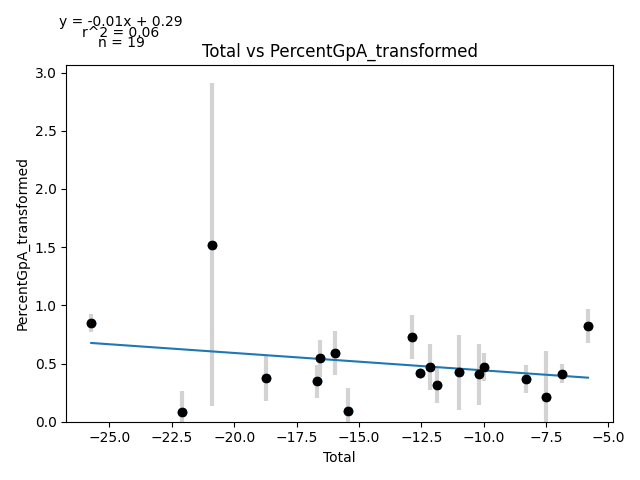 y = -0.01x + 0.29
r^2 = 0.06
n = 19
Total vs PercentGpA_transformed
3.0
2.5
2.0
1.5
1.0
0.5
0.0
PercentGpA_transformed
−25.0 −22.5 −20.0 −17.5 −15.0 −12.5 −10.0 −7.5 −5.0
Total